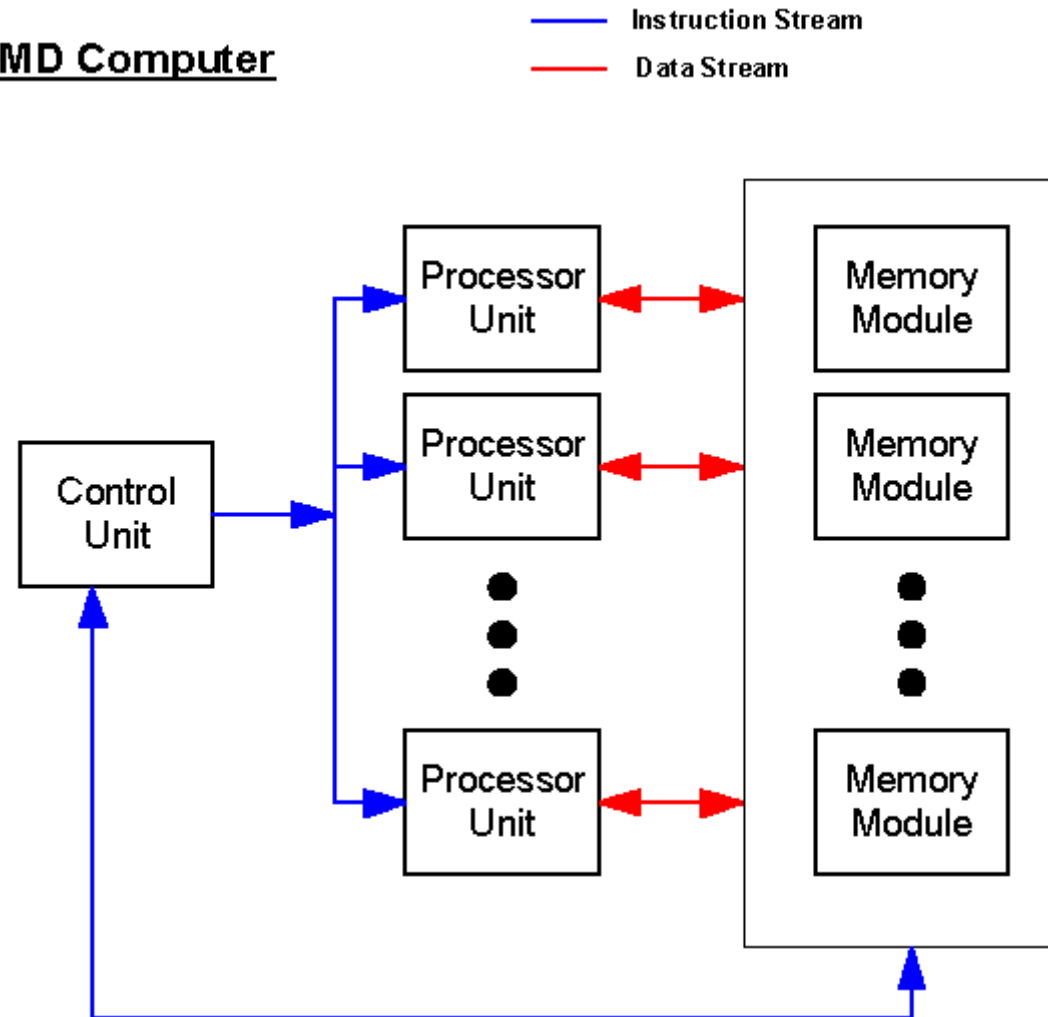 Instruction Stream
MD Computer
Data Stream
Processor
Unit
Memory
Module
Processor
Unit
Memory
Module
Control
Unit
Processor
Unit
Memory
Module